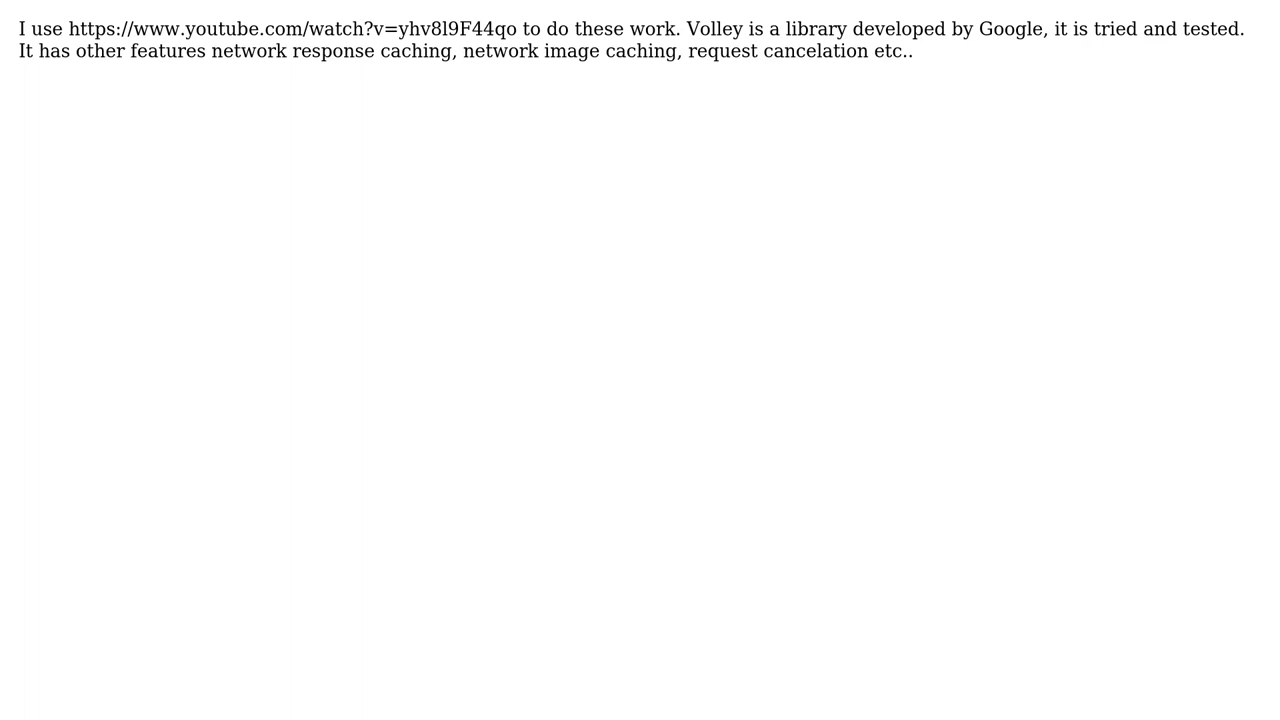 I use https://www.youtube.com/watch?v=yhv8l9F44qo to do these work. Volley is a library developed by Google, it is tried and tested.
It has other features network response caching, network image caching, request cancelation etc..